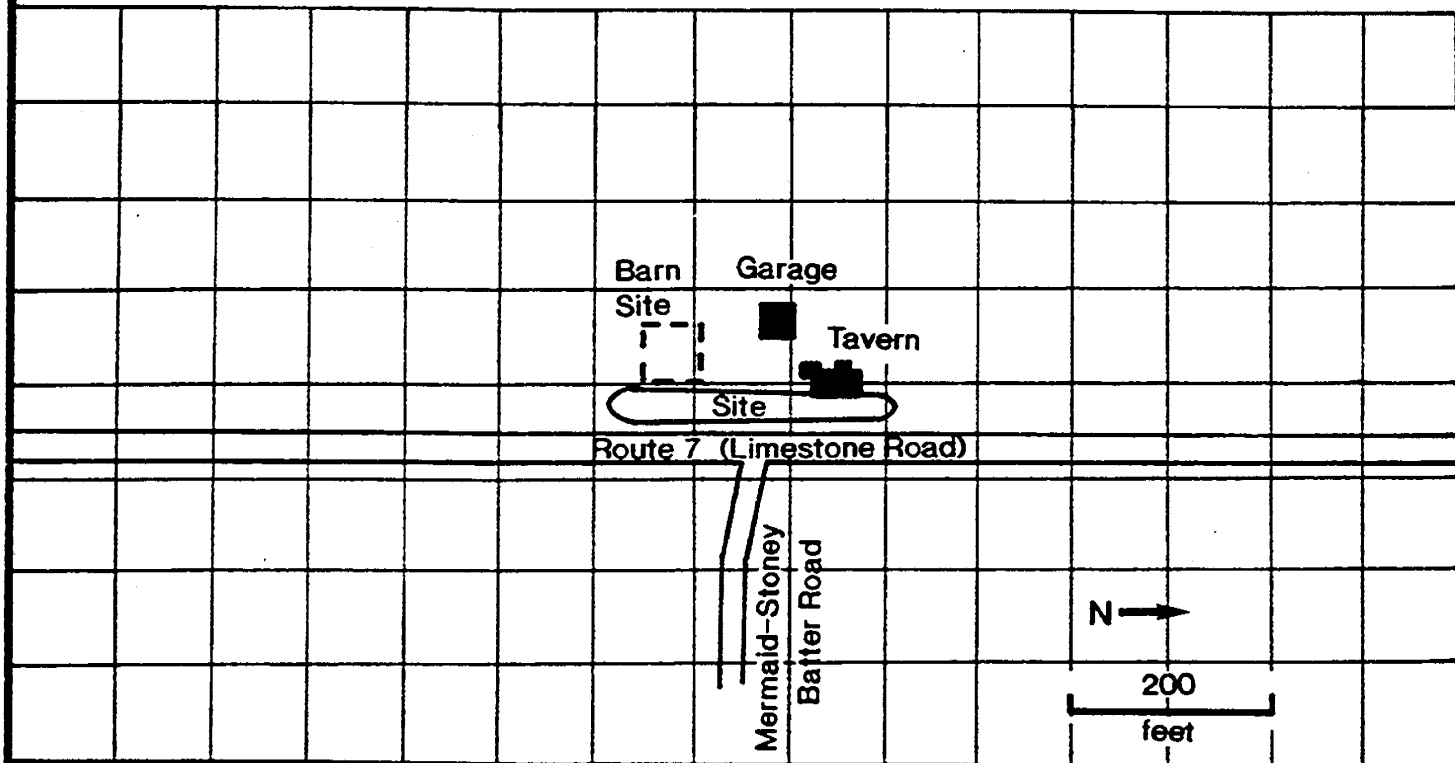 Barn
Site
Garage
Tavern
Site
Route 7 (Limestone Road)
Mermaid-Stoney
Batter Road
N
200
feet